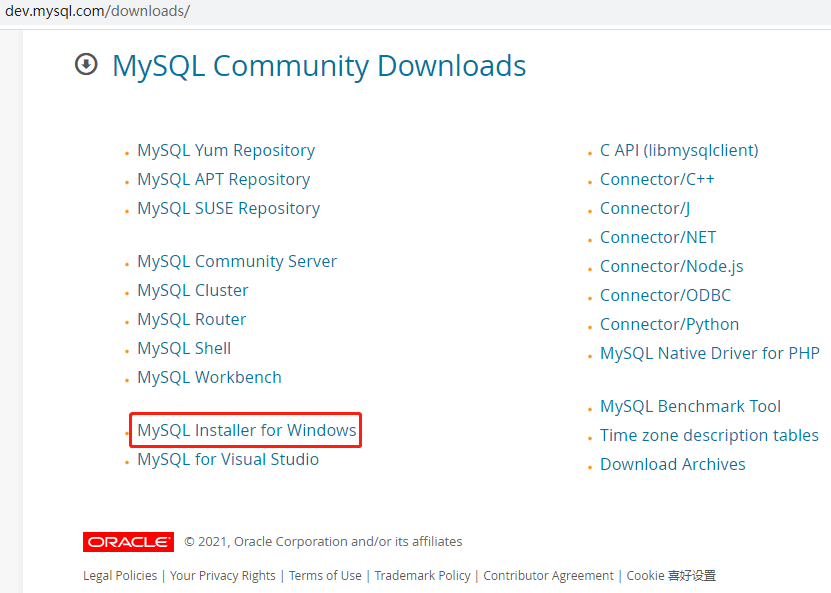 dev.mysql.com/downloads/
MySQL Community Downloads
MySQL Yum Repository
MySQL APT Repository
MySQL SUSE Repository
MySQL Community Server
MySQL Cluster
MySQL Router
MySQL Shell
MySQL Workbench
MySQL Installer for Windows
MySQL for Visual Studio
C API (libmysqlclient)
Connector/C++
Connector/J
Connector/NET
Connector/Node.js
Connector/ODBC
Connector/Python
MySQL Native Driver for PHP
MySQL Benchmark Tool
Time zone description tables
Download Archives
ORACLE © 2021, Oracle Corporation and/or its affiliates
Legal Policies | Your Privacy Rights | Terms of Use | Trademark Policy | Contributor Agreement | Cookie 喜好设置